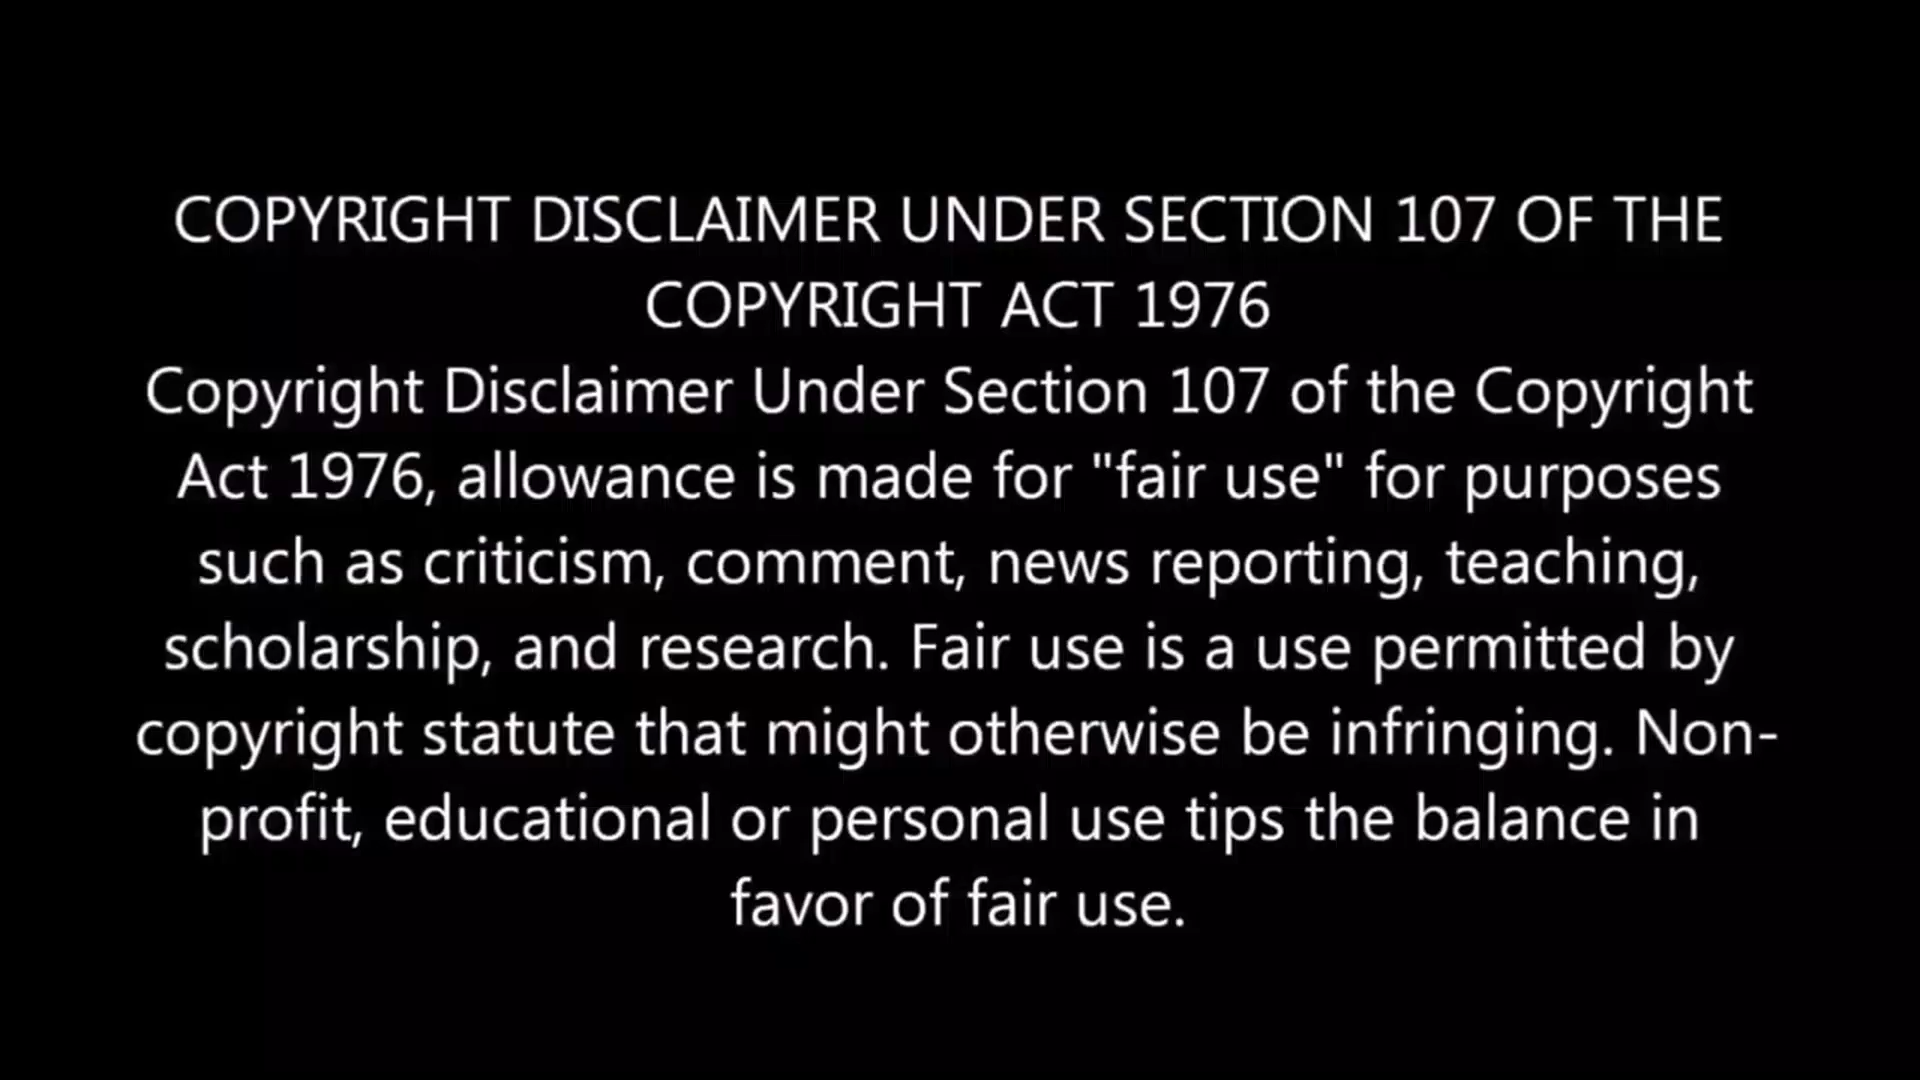 COPYRIGHT DISCLAIMER UNDER SECTION 107 OF THE
COPYRIGHT ACT 1976
Copyright Disclaimer Under Section 107 of the Copyright
Act 1976, allowance is made for "fair use" for purposes
such as criticism, comment, news reporting, teaching,
scholarship, and research. Fair use is a use permitted by
copyright statute that might otherwise be infringing. Non-
profit, educational or personal use tips the balance in
favor of fair use.